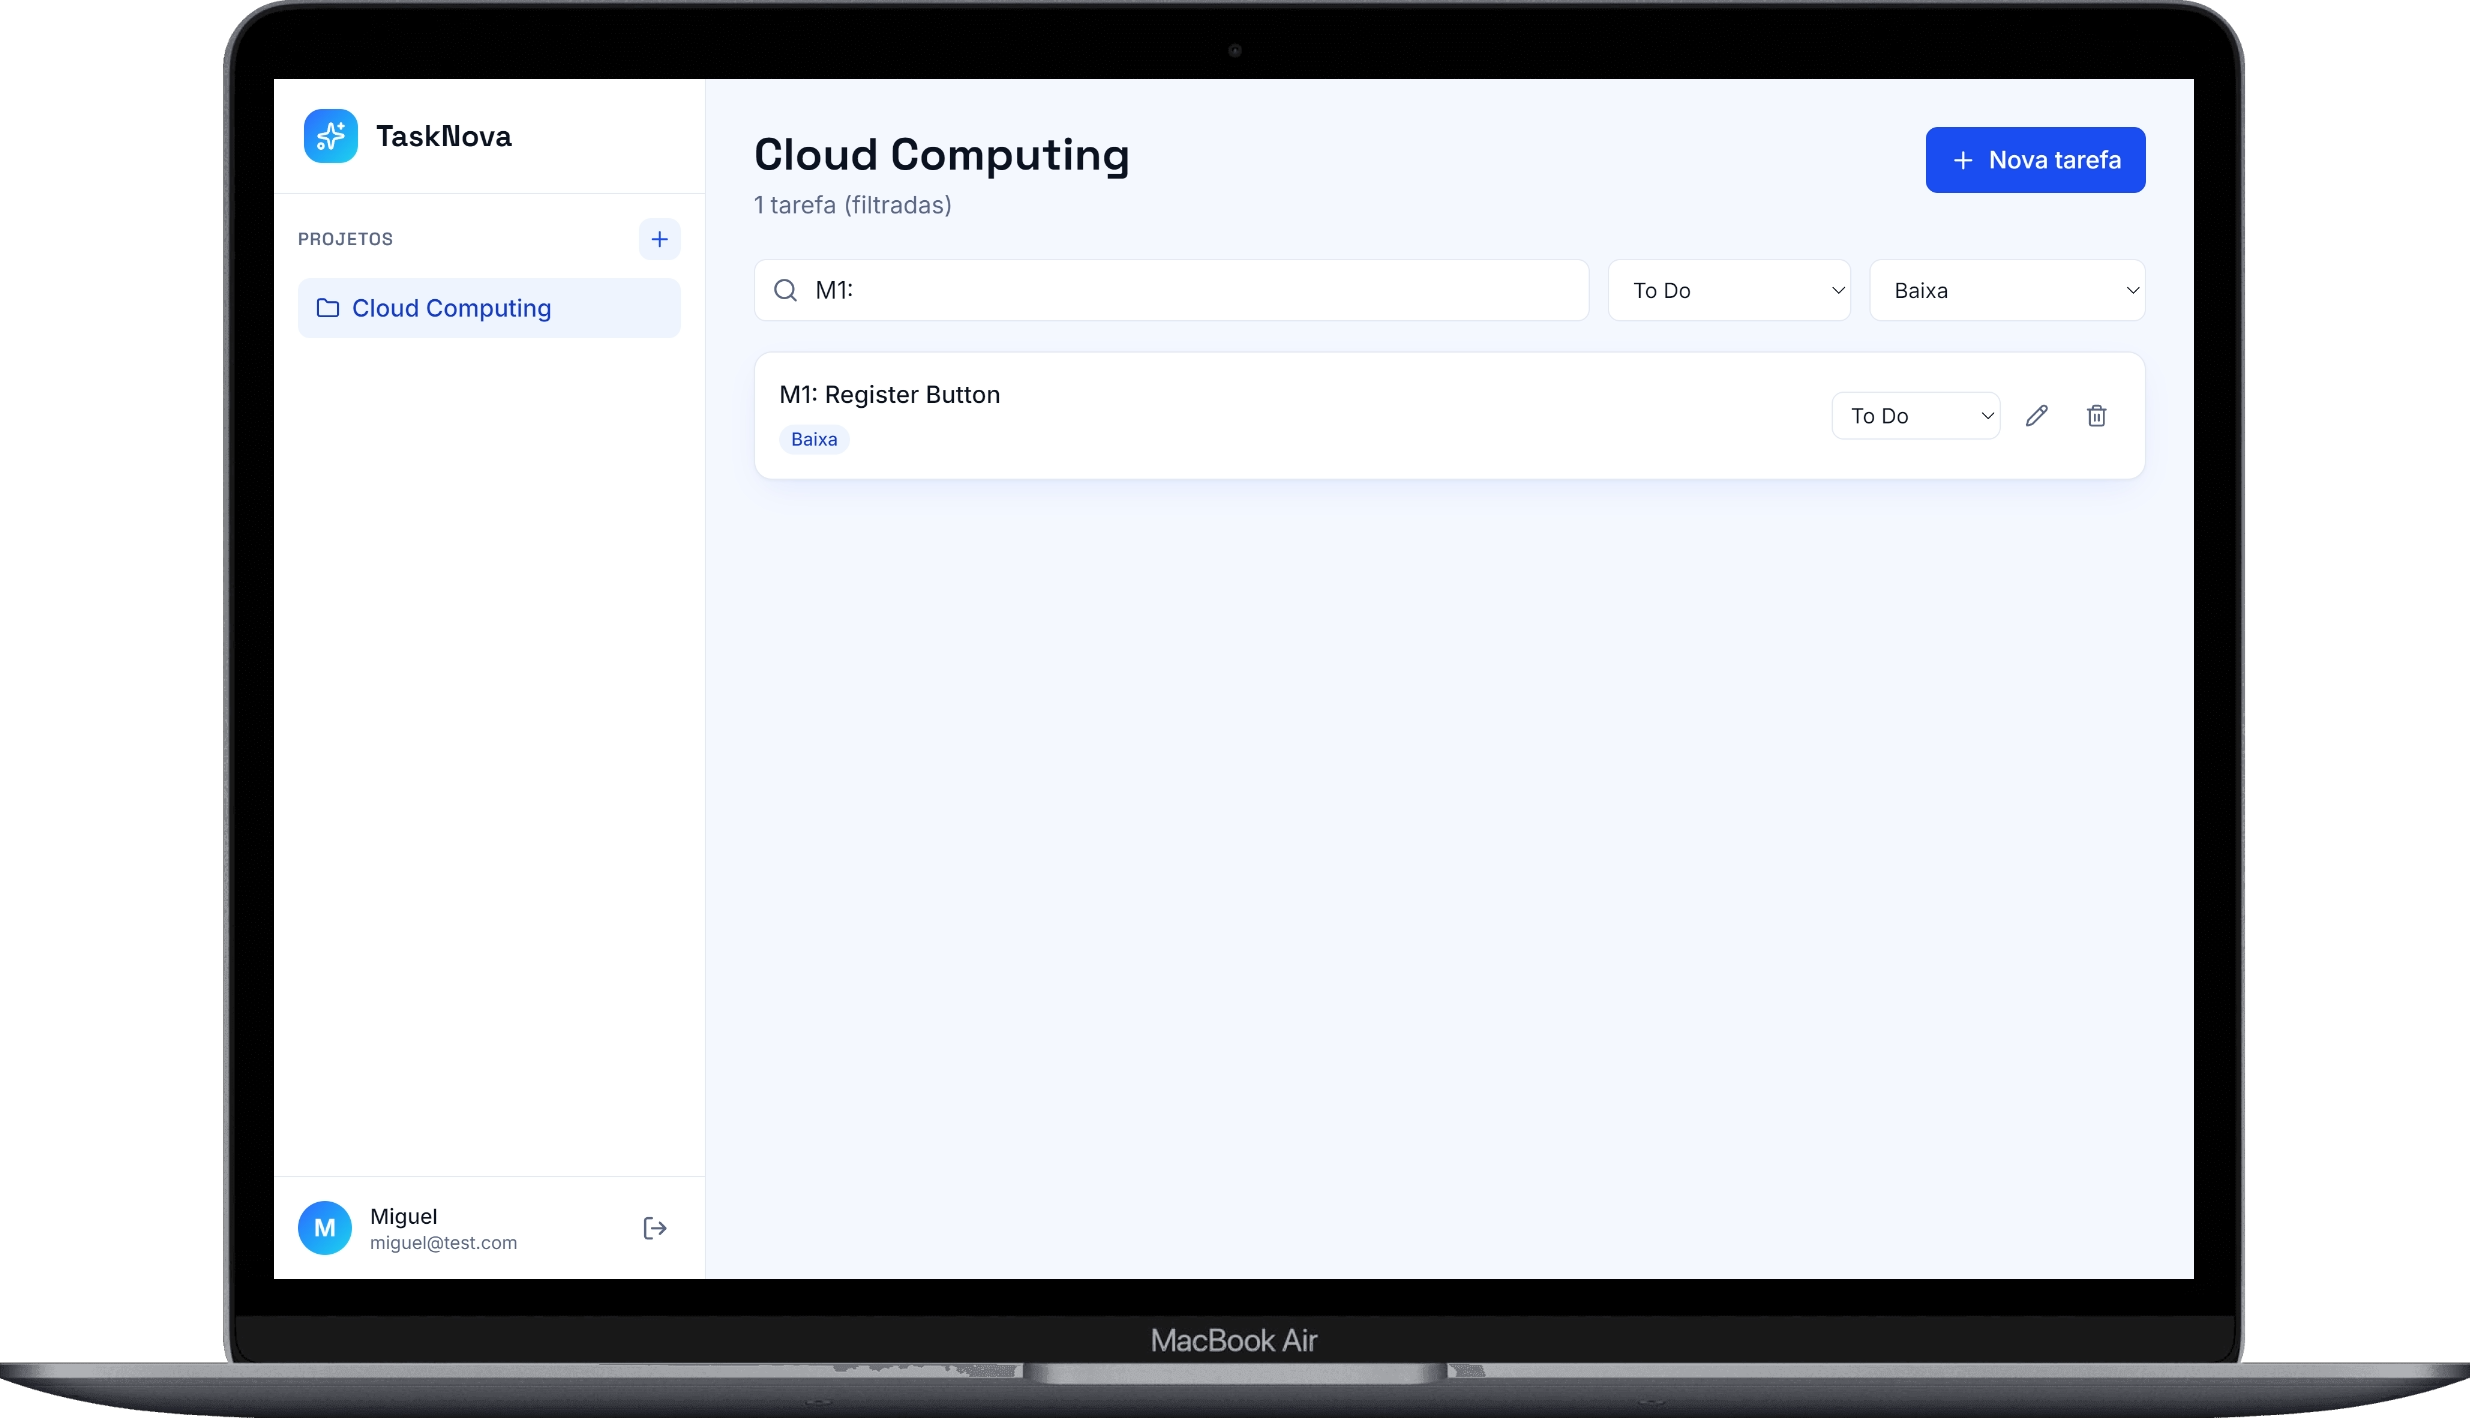 TaskNova
PROJETOS
Cloud Computing
Miguel
miguel@test.com
M
Cloud Computing
1 tarefa (filtradas)
Nova tarefa
M1:
To Do
Baixa
M1: Register Button
Baixa
To Do
MacBook Air